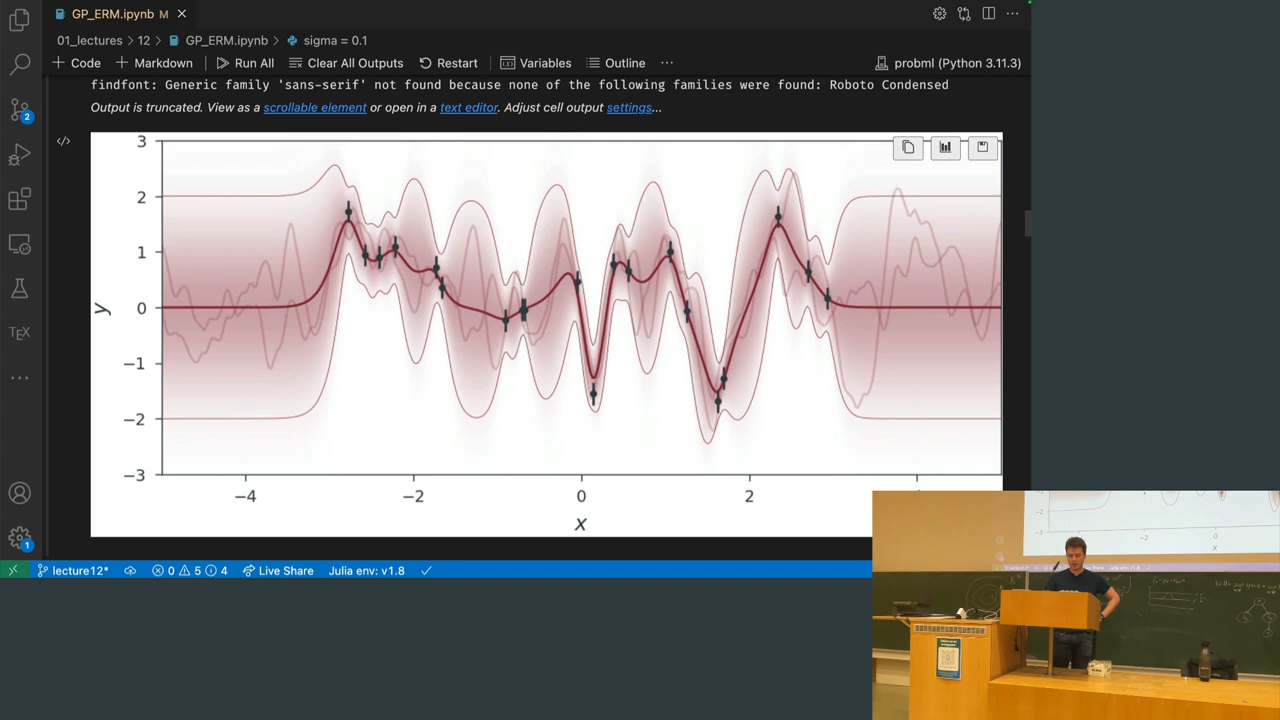 GP_ERM.ipynb M
01_lectures > 12 > GP_ERM.ipynb > sigma = 0.1
+ Code + Markdown Run All Clear All Outputs Restart Variables Outline ... probml (Python 3.11.3)
findfont: Generic family 'sans-serif' not found because none of the following families were found: Roboto Condensed
Output is truncated. View as a scrollable element or open in a text editor. Adjust cell output settings...
3
2
1
0
−1
−2
−3
y
−4 −2 0 2
x
2
TEX
1
lecture12* 0 5 4 Live Share Julia env: v1.8